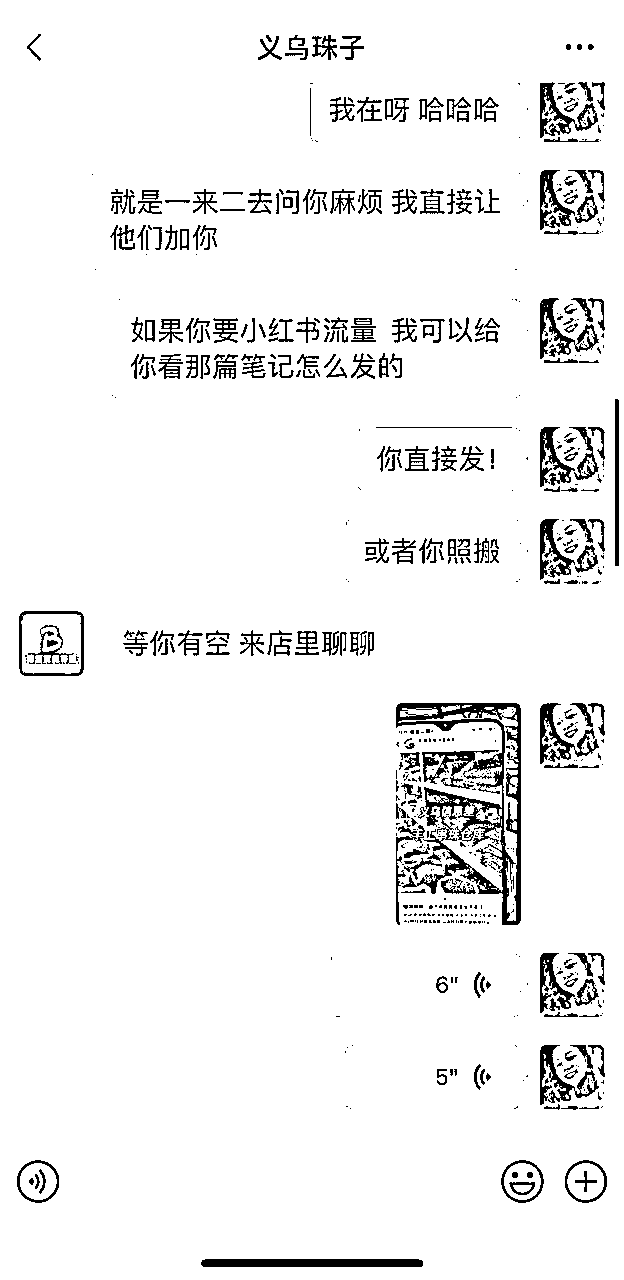 义乌珠子
我在呀 哈哈哈
就是一来二去问你麻烦 我直接让
他们加你
如果你要小红书流量 我可以给
你看那篇笔记怎么发的
你直接发!
或者你照搬
等你有空 来店里聊聊
6"
5"